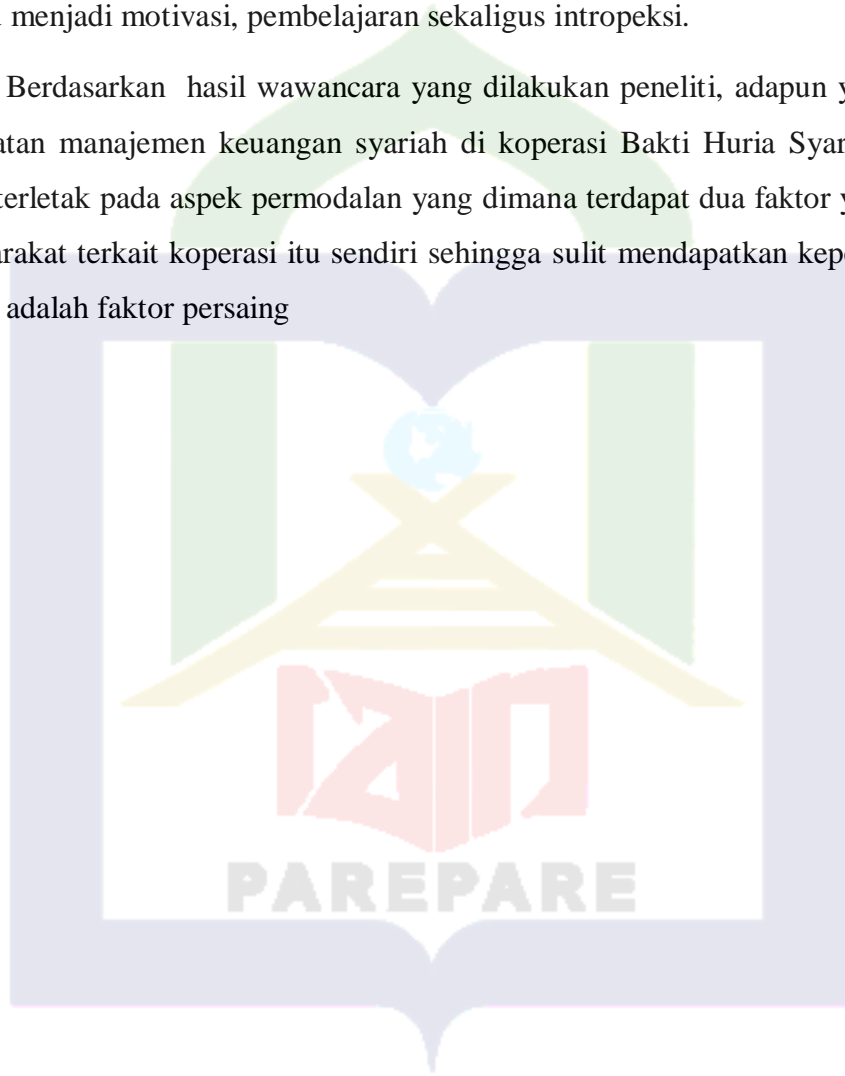 menjadi motivasi, pembelajaran sekaligus intropeksi.
Berdasarkan hasil wawancara yang dilakukan peneliti, adapun
atan manajemen keuangan syariah di koperasi Bakti Huria Syar
terletak pada aspek permodalan yang dimana terdapat dua faktor
arakat terkait koperasi itu sendiri sehingga sulit mendapatkan kepe
adalah faktor persaing
PAREPARE